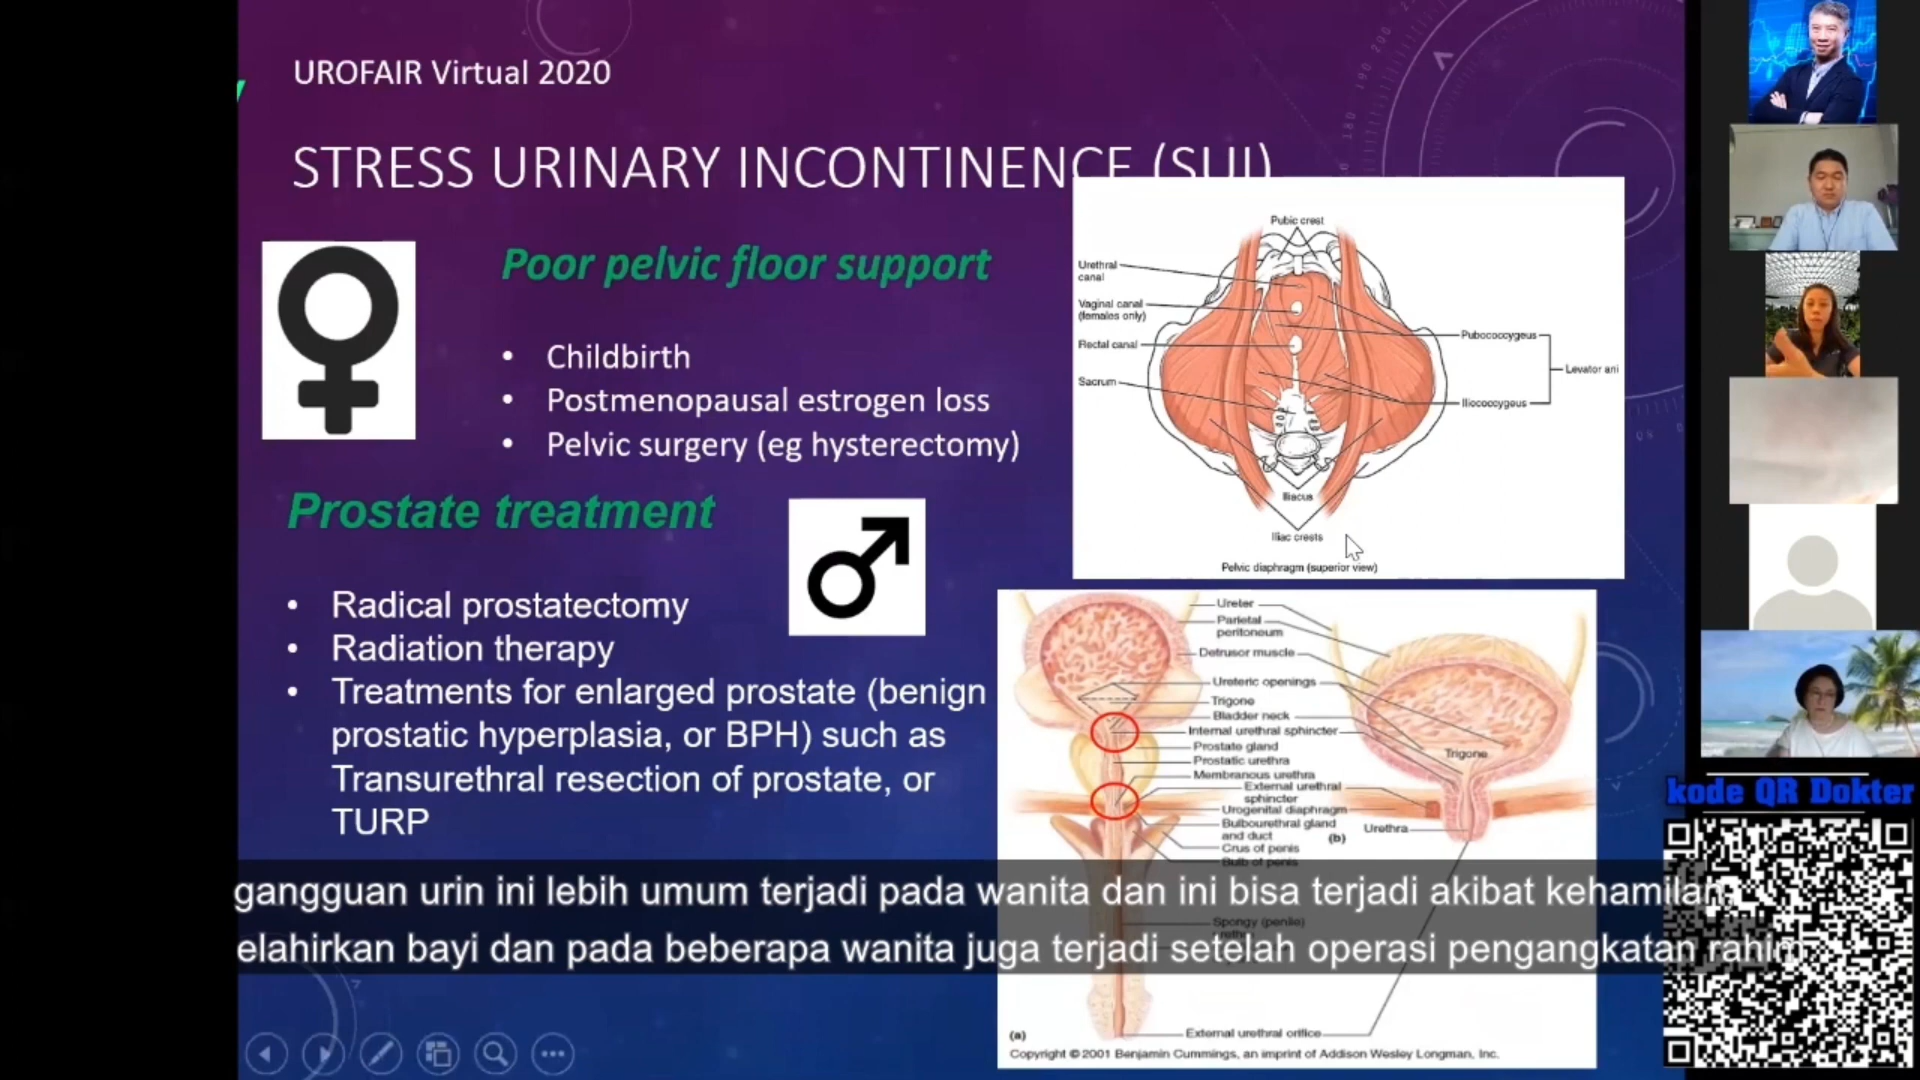 UROFAIR Virtual 2020
STRESS URINARY INCONTINENCE (SUI)
Poor pelvic floor support
• Childbirth
• Postmenopausal estrogen loss
• Pelvic surgery (eg hysterectomy)
Prostate treatment
• Radical prostatectomy
• Radiation therapy
• Treatments for enlarged prostate (benign
prostatic hyperplasia, or BPH) such as
Transurethral resection of prostate, or
TURP
Pubic crest
Urethral
canal
Vaginal canal
(females only)
Rectal canal
Sacrum
Pubococcygeus
Levator ani
Iliococcygeus
Iliacus
Iliac crests
Pelvic diaphragm (superior view)
Ureter
Parietal
peritoneum
Detrusor muscle
Ureteric openings
Trigone
Bladder neck
Internal urethral sphincter
Prostate gland
Prostatic urethra
Membranous urethra
External urethral
sphincter
Urogenital diaphragm
Bulbourethral gland
and duct
Crus of penis
Bulb of penis
Spongy (penile)
urethra
External urethral orifice
Trigone
Urethra
(b)
(a)
Copyright © 2001 Benjamin Cummings, an imprint of Addison Wesley Longman, Inc.
kode QR Dokter
gangguan urin ini lebih umum terjadi pada wanita dan ini bisa terjadi akibat kehamilan,
elahirkan bayi dan pada beberapa wanita juga terjadi setelah operasi pengangkatan rahim.